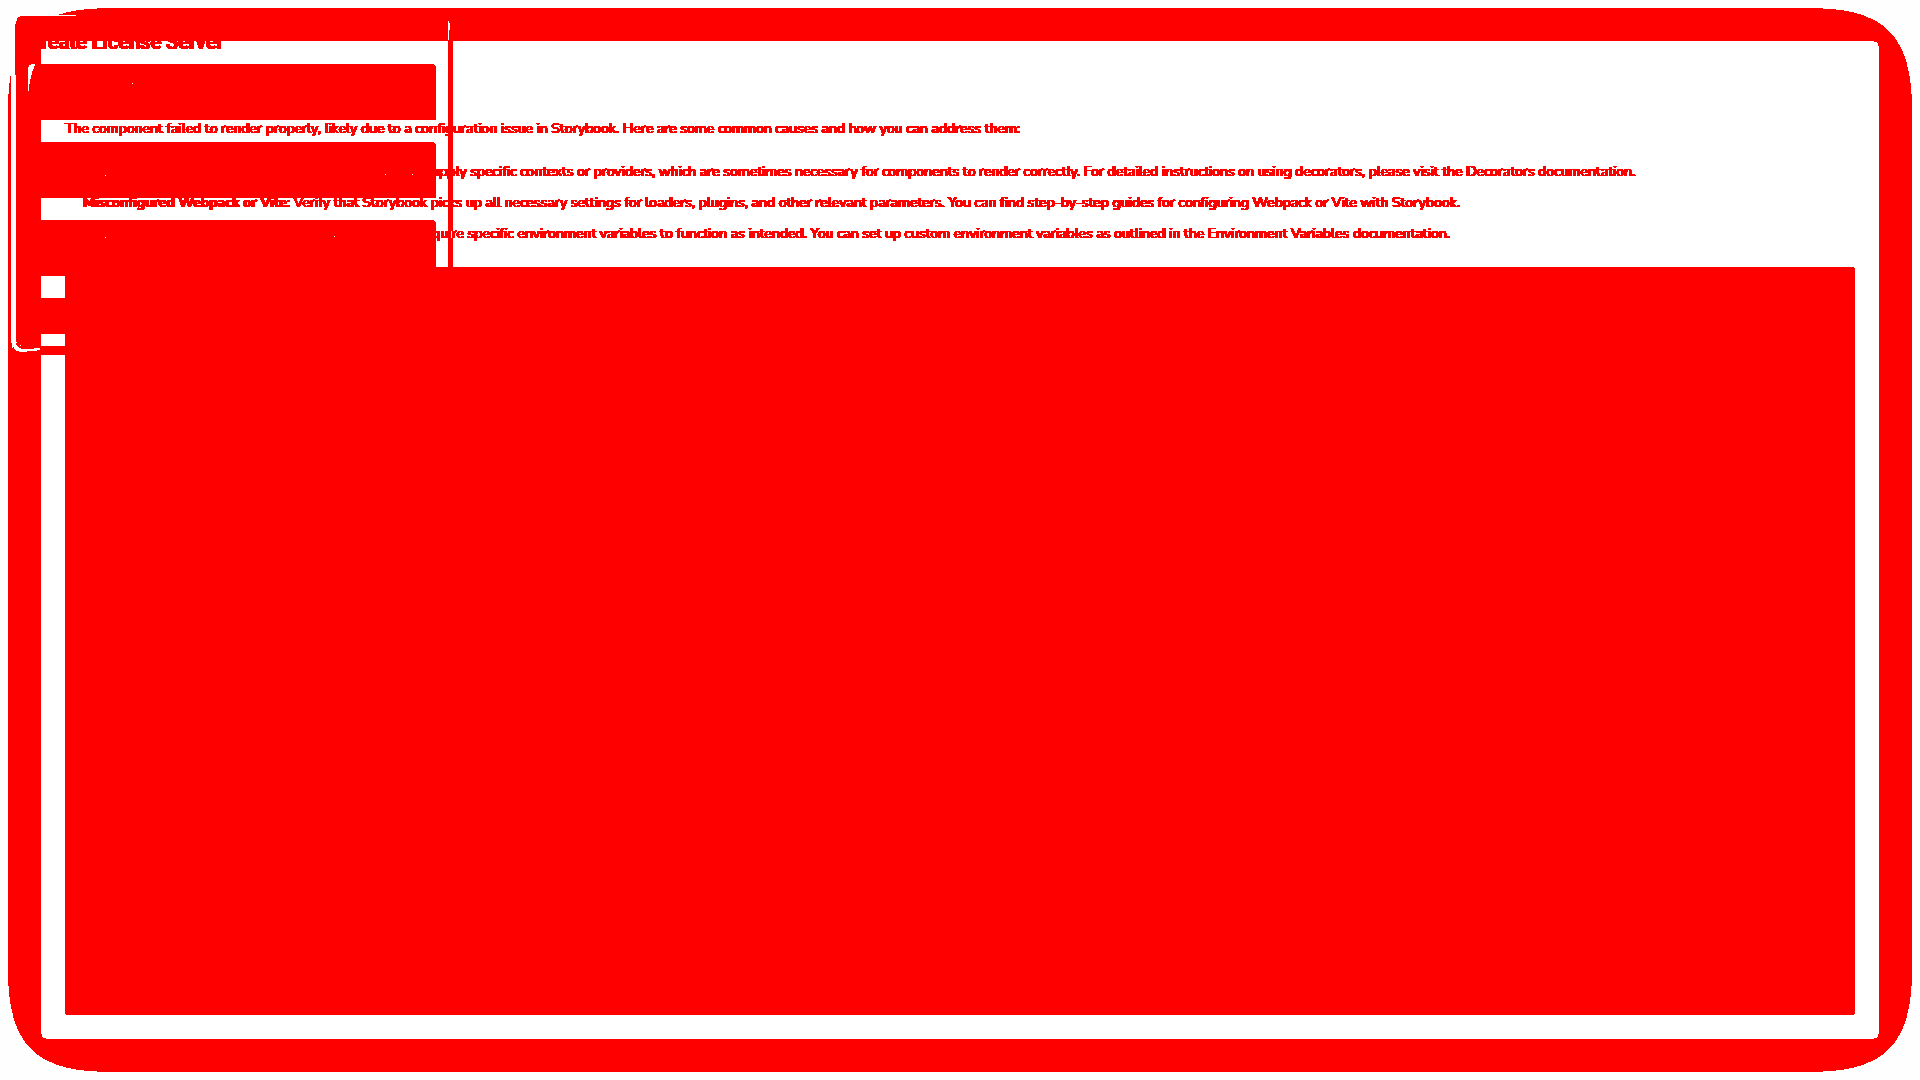 License Server
The component failed to render properly, likely due to a configuration issue in Storybook. Here are some common causes and how you can address them:
specific contexts or providers, which are sometimes necessary for components to render correctly. For detailed instructions on using decorators, please visit the Decorators documentation.
Misconfigured Webpack or Vite: Verify that Storybook picks up all necessary settings for loaders, plugins, and other relevant parameters. You can find step-by-step guides for configuring Webpack or Vite with Storybook.
specific environment variables to function as intended. You can set up custom environment variables as outlined in the Environment Variables documentation.